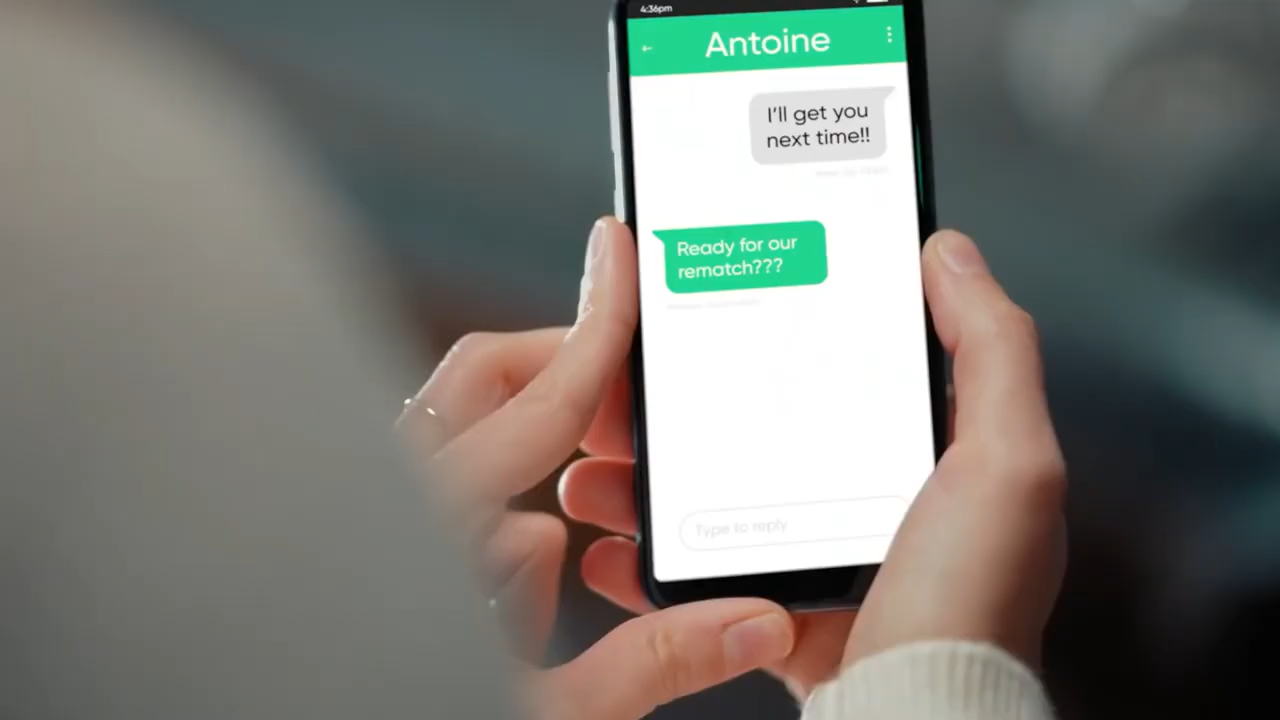 4:36pm
Antoine
I'll get you
next time!!
Ready for our
rematch???
Type to reply